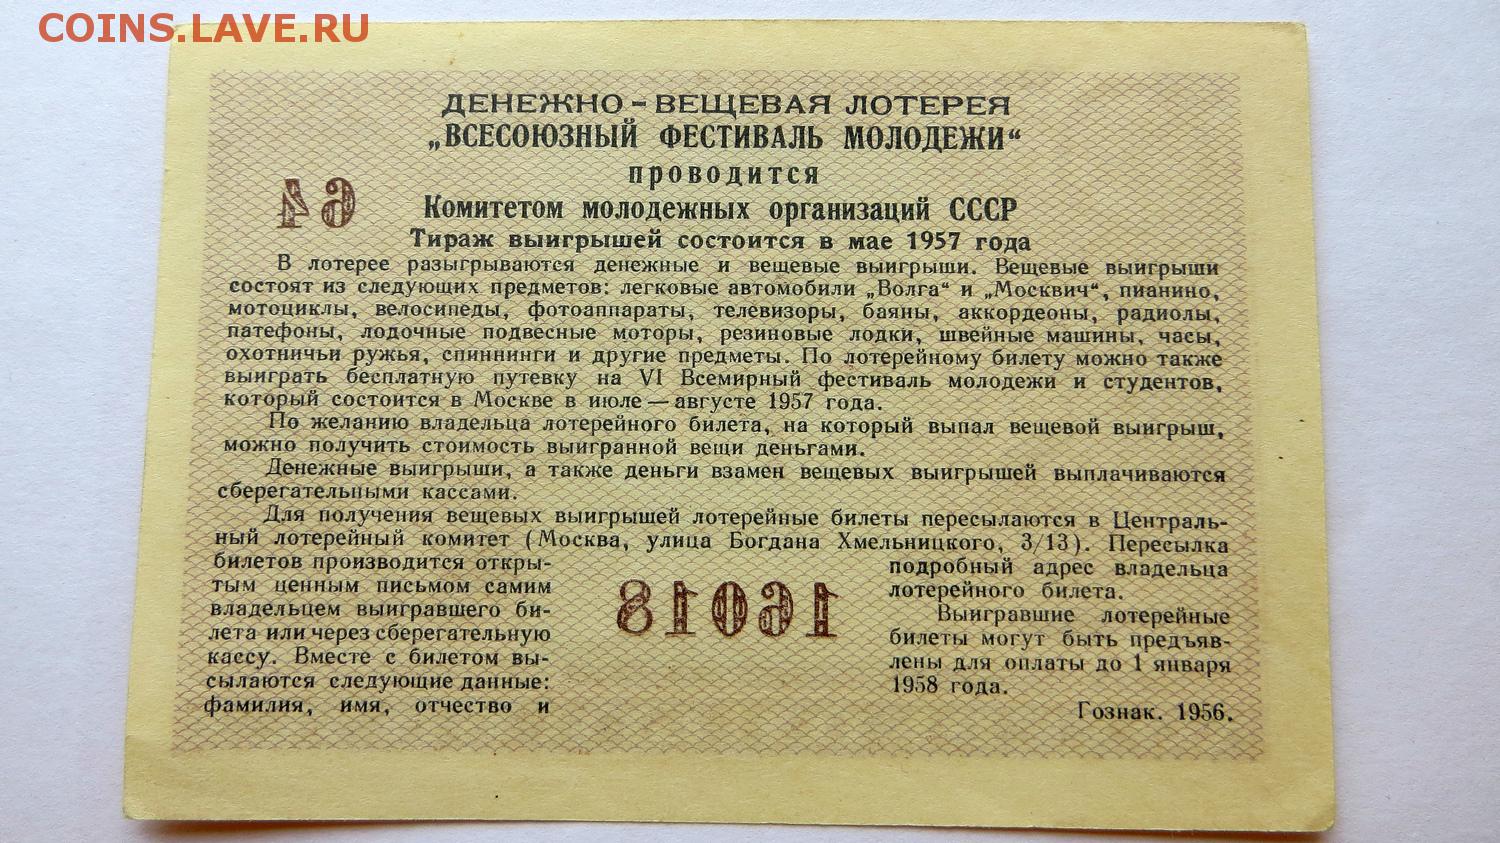 COINS.LAVE.RU
ДЕНЕЖНО-ВЕЩЕВАЯ ЛОТЕРЕЯ
„ВСЕСОЮЗНЫЙ ФЕСТИВАЛЬ МОЛОДЕЖИ“
проводится
64
Комитетом молодежных организаций СССР
Тираж выигрышей состоится в мае 1957 года
В лотерее разыгрываются денежные и вещевые выигрыши. Вещевые выигрыши
состоят из следующих предметов: легковые автомобили „Волга“ и „Москвич“, пианино,
мотоциклы, велосипеды, фотоаппараты, телевизоры, баяны, аккордеоны, радиолы,
патефоны, лодочные подвесные моторы, резиновые лодки, швейные машины, часы,
охотничьи ружья, спиннинги и другие предметы. По лотерейному билету можно также
выиграть бесплатную путевку на VI Всемирный фестиваль молодежи и студентов,
который состоится в Москве в июле — августе 1957 года.
По желанию владельца лотерейного билета, на который выпал вещевой выигрыш,
можно получить стоимость выигранной вещи деньгами.
Денежные выигрыши, а также деньги взамен вещевых выигрышей выплачиваются
сберегательными кассами.
Для получения вещевых выигрышей лотерейные билеты пересылаются в Централь-
ный лотерейный комитет (Москва, улица Богдана Хмельницкого, 3/13). Пересылка
билетов производится откры-
тым ценным письмом самим
владельцем выигравшего би-
лета или через сберегательную
кассу. Вместе с билетом вы-
сылаются следующие данные:
фамилия, имя, отчество и
16018
подробный адрес владельца
лотерейного билета.
Выигравшие лотерейные
билеты могут быть предъяв-
лены для оплаты до 1 января
1958 года.
Гознак. 1956.